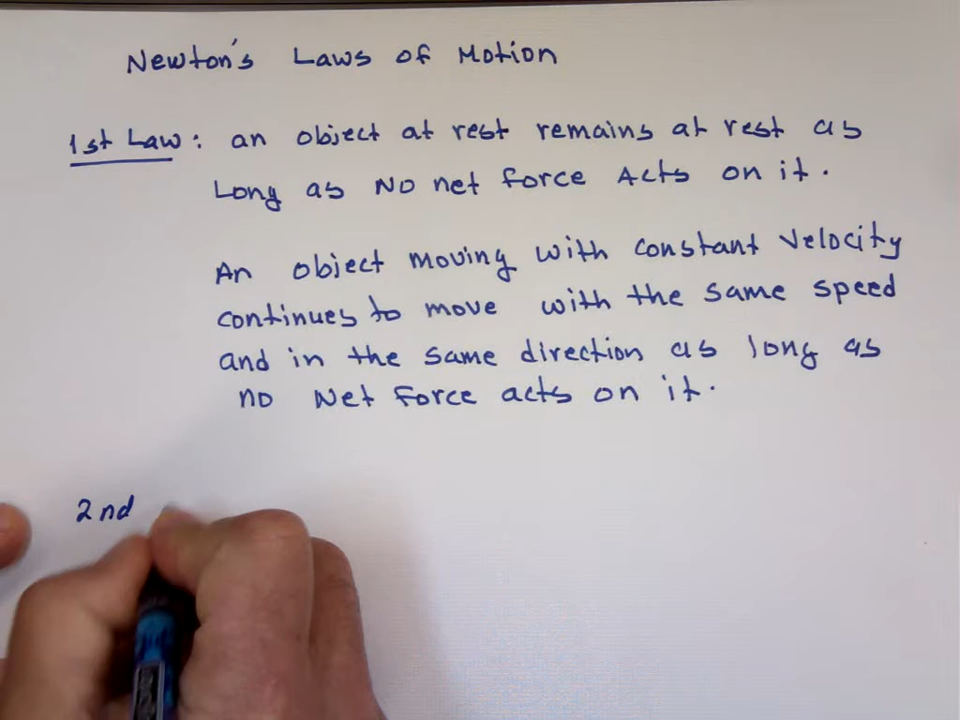 Newton's Laws of Motion
1st Law: an object at rest remains at rest as
Long as NO net force Acts on it.
An object moving with constant Velocity
continues to move with the same speed
and in the same direction as long as
no Net Force acts on it.
2nd